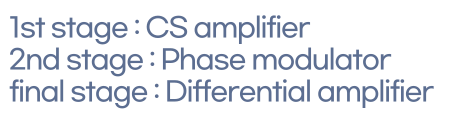 1st stage : CS amplifier
2nd stage : Phase modulator
final stage : Differential amplifier